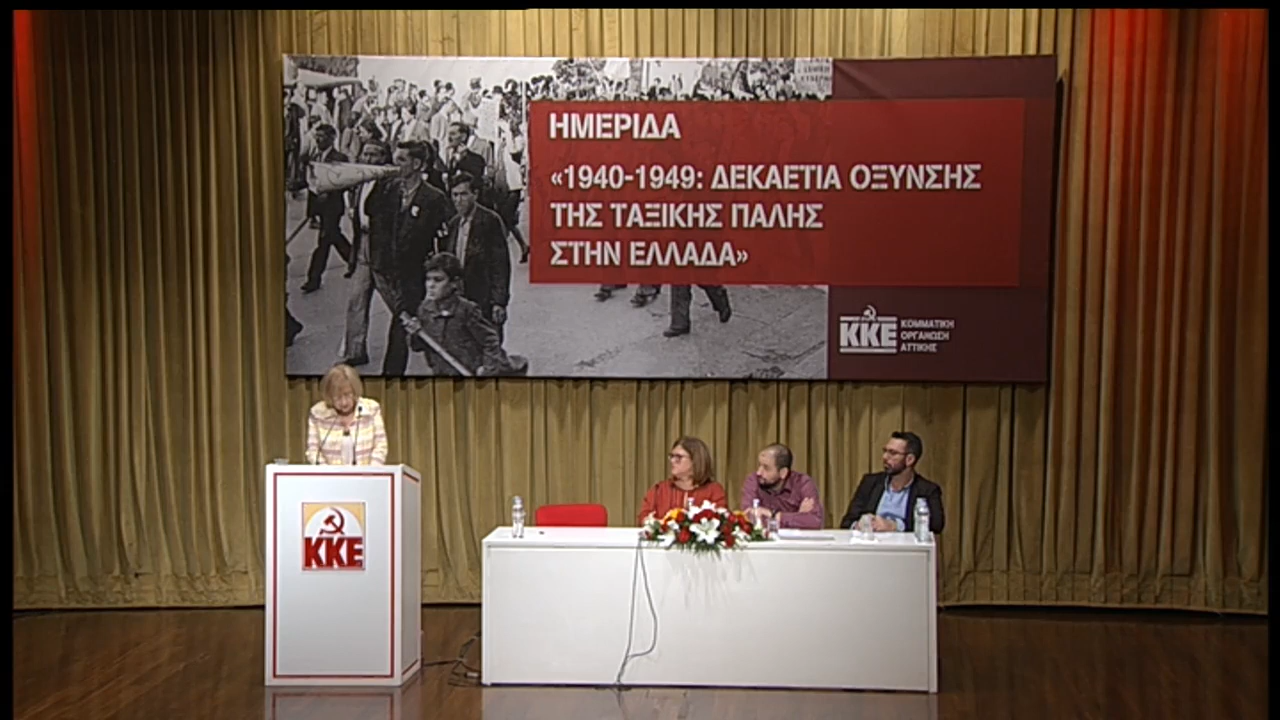 ΗΜΕΡΙΔΑ
«1940-1949: ΔΕΚΑΕΤΙΑ ΟΞΥΝΣΗΣ
ΤΗΣ ΤΑΞΙΚΗΣ ΠΑΛΗΣ
ΣΤΗΝ ΕΛΛΑΔΑ»
ΚΚΕ
ΚΟΜΜΑΤΙΚΗ
ΟΡΓΑΝΩΣΗ
ΑΤΤΙΚΗΣ
ΚΚΕ